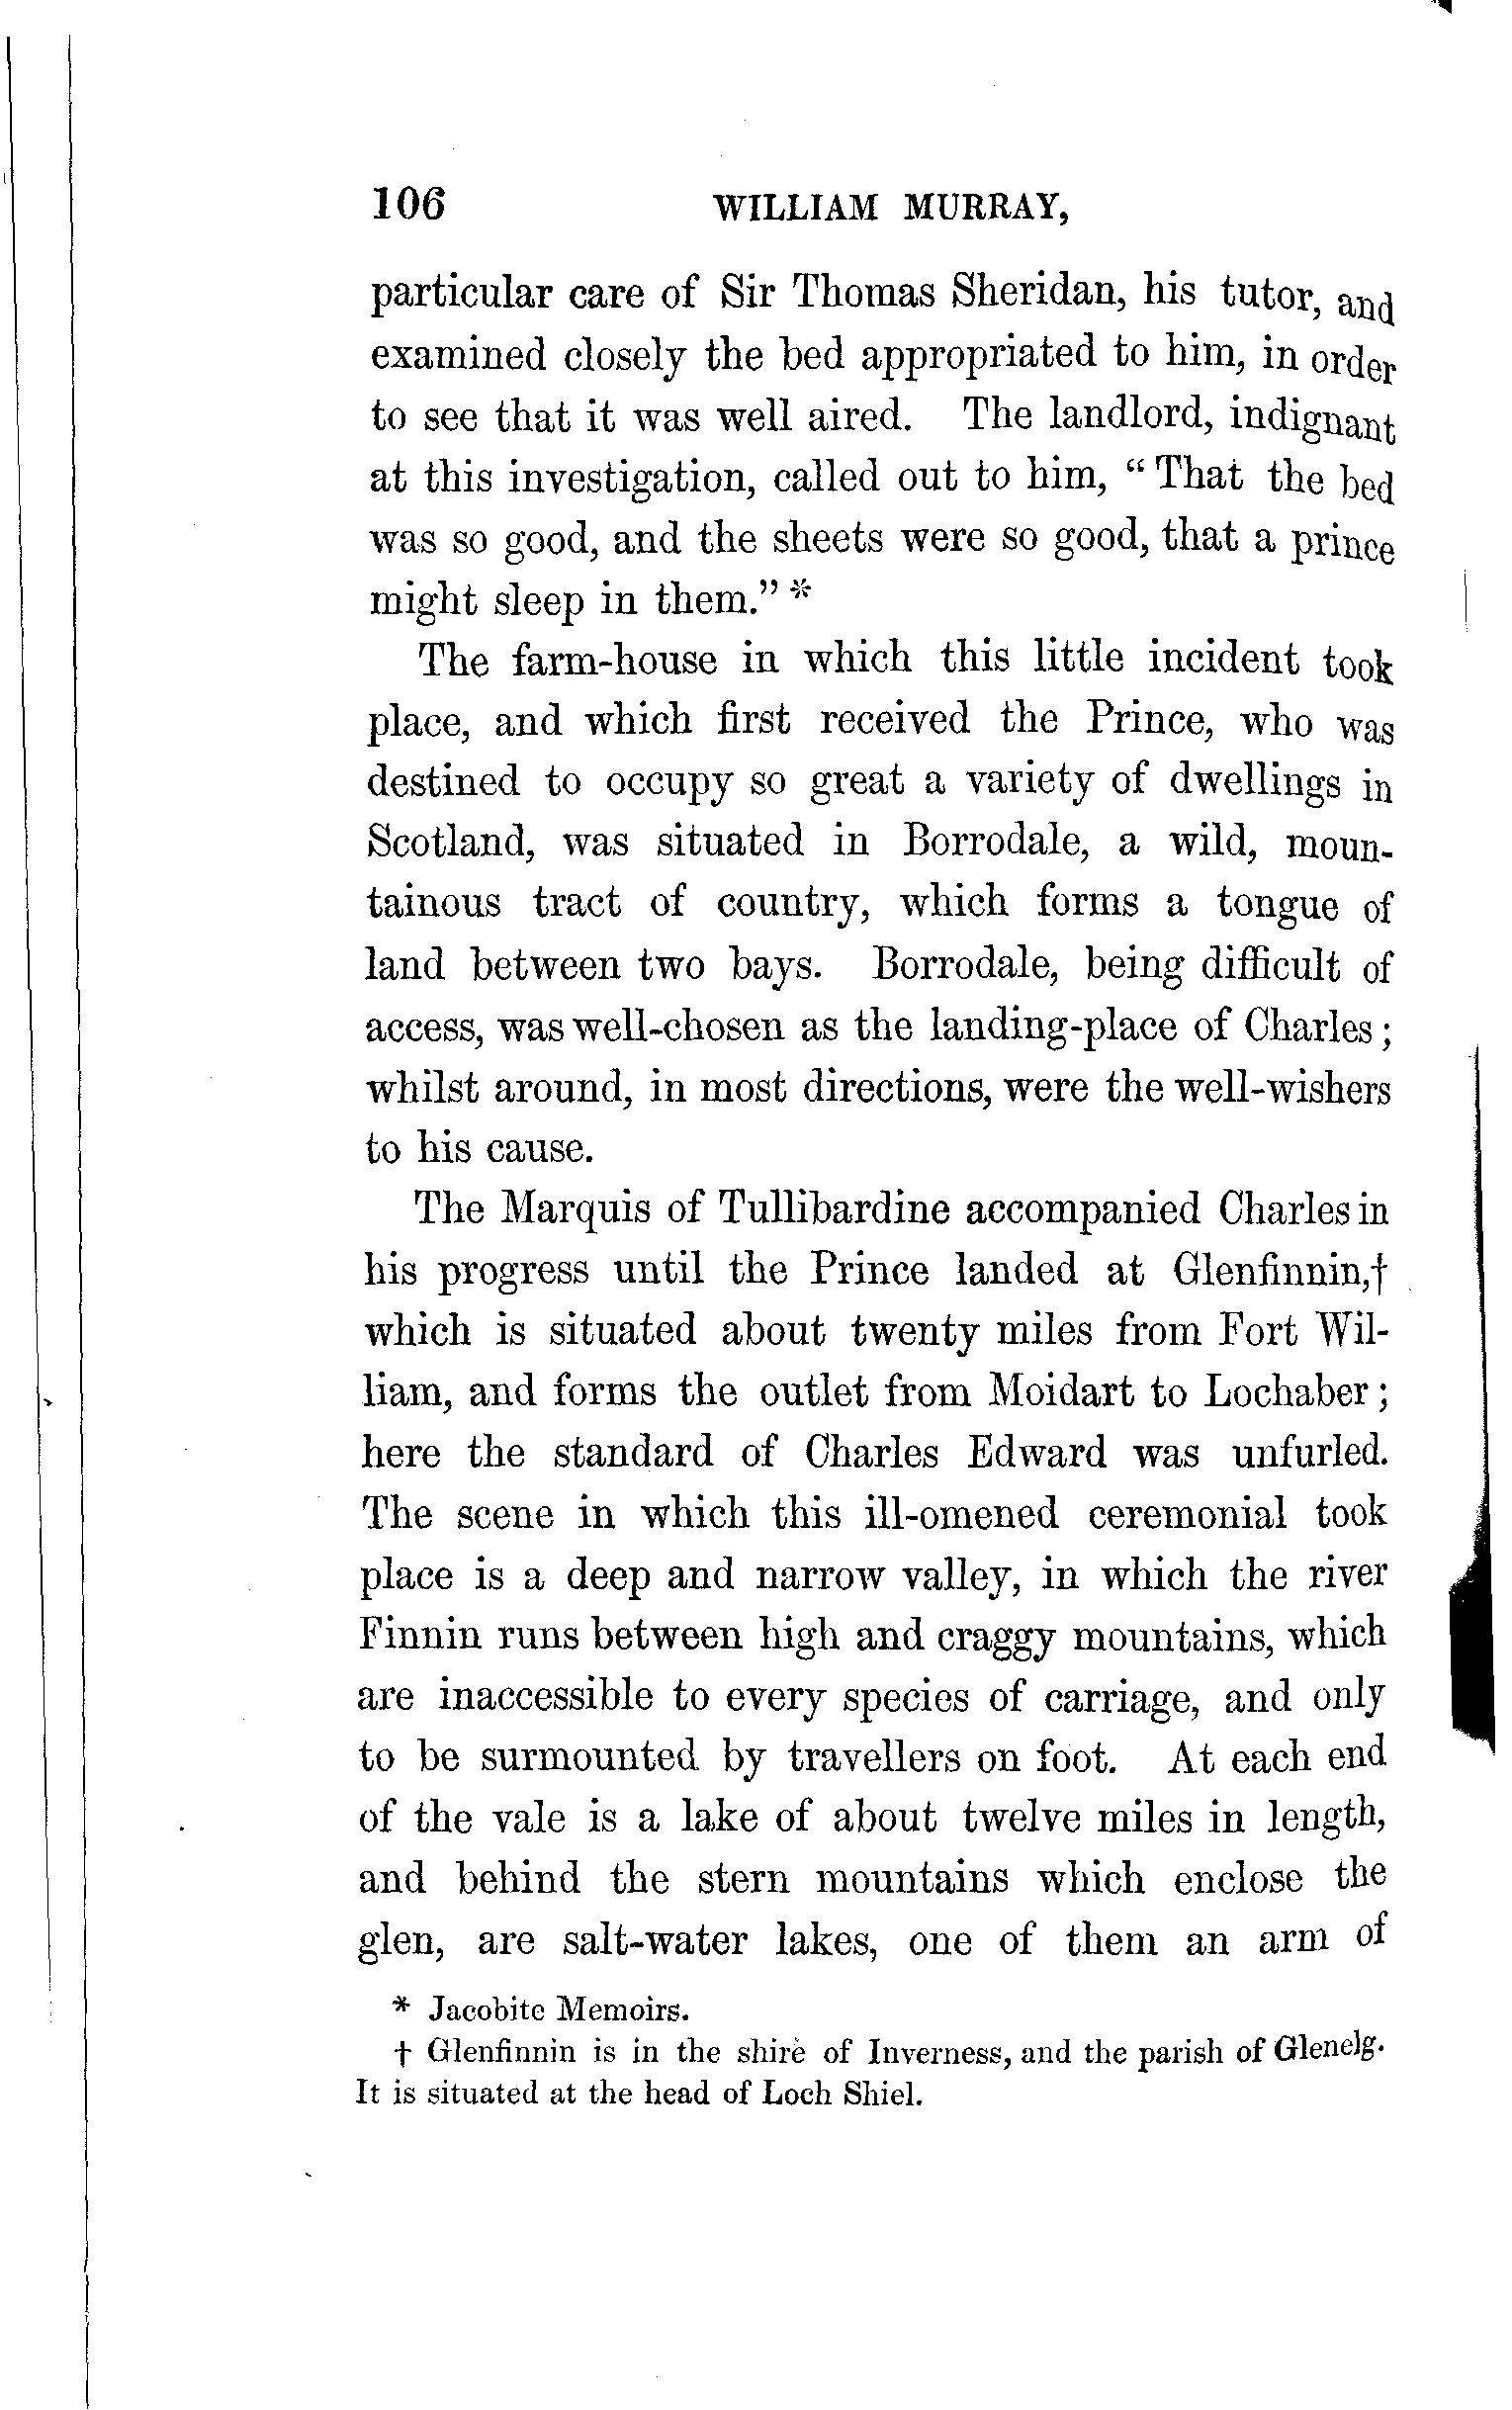 106 WILLIAM MURRAY,
particular care of Sir Thomas Sheridan, his tutor, and
examined closely the bed appropriated to him, in order
to see that it was well aired. The landlord, indignant
at this investigation, called out to him, “That the bed
was so good, and the sheets were so good, that a prince
might sleep in them.” *
The farm-house in which this little incident took
place, and which first received the Prince, who was
destined to occupy so great a variety of dwellings in
Scotland, was situated in Borrodale, a wild, moun-
tainous tract of country, which forms a tongue of
land between two bays. Borrodale, being difficult of
access, was well-chosen as the landing-place of Charles;
whilst around, in most directions, were the well-wishers
to his cause.
The Marquis of Tullibardine accompanied Charles in
his progress until the Prince landed at Glenfinnin,†
which is situated about twenty miles from Fort Wil-
liam, and forms the outlet from Moidart to Lochaber;
here the standard of Charles Edward was unfurled.
The scene in which this ill-omened ceremonial took
place is a deep and narrow valley, in which the river
Finnin runs between high and craggy mountains, which
are inaccessible to every species of carriage, and only
to be surmounted by travellers on foot. At each end
of the vale is a lake of about twelve miles in length,
and behind the stern mountains which enclose the
glen, are salt-water lakes, one of them an arm of
* Jacobite Memoirs.
† Glenfinnin is in the shire of Inverness, and the parish of Glenelg.
It is situated at the head of Loch Shiel.